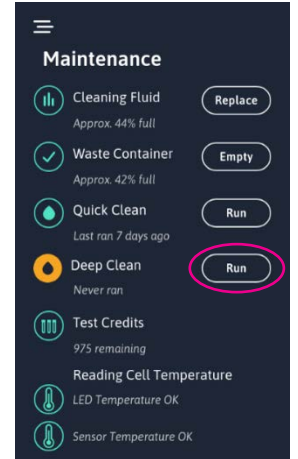 Maintenance
Cleaning Fluid
Replace
Approx. 44% full
Waste Container
Empty
Approx. 42% full
Quick Clean
Run
Last ran 7 days ago
Deep Clean
Run
Never ran
Test Credits
975 remaining
Reading Cell Temperature
LED Temperature OK
Sensor Temperature OK